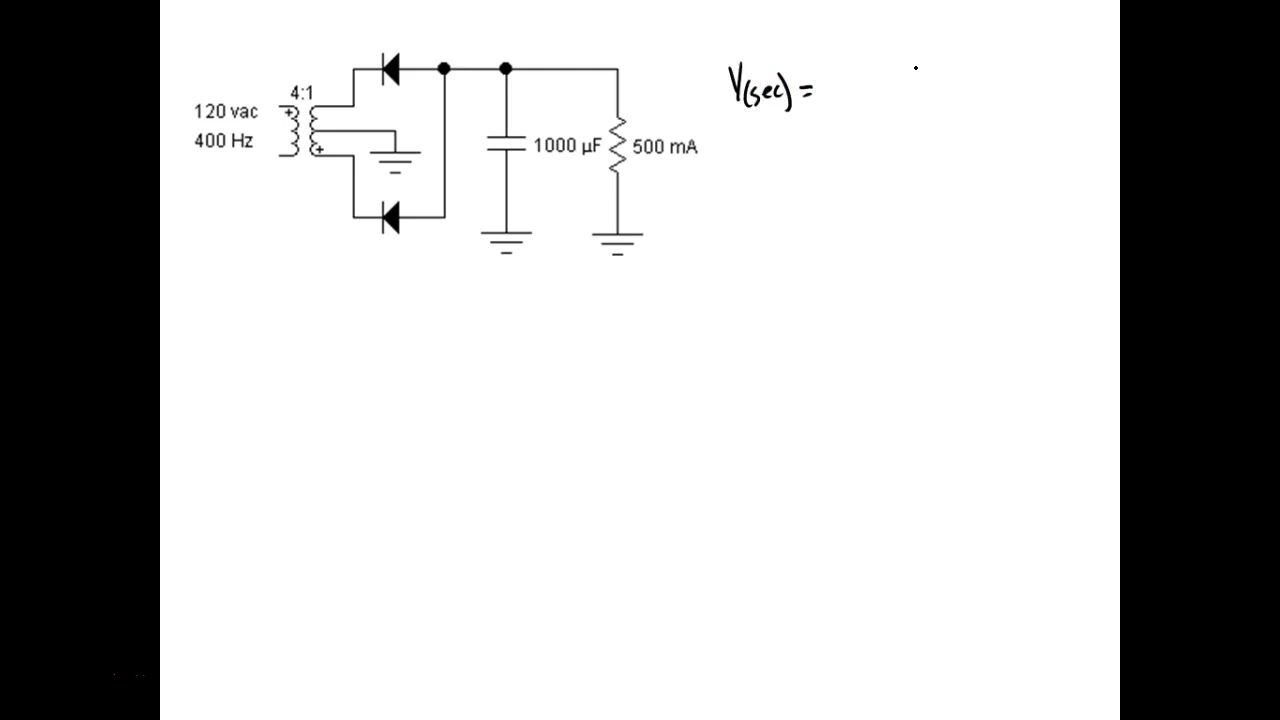 4:1
120 vac
400 Hz
+
+
1000 µF
500 mA
V(sec) =